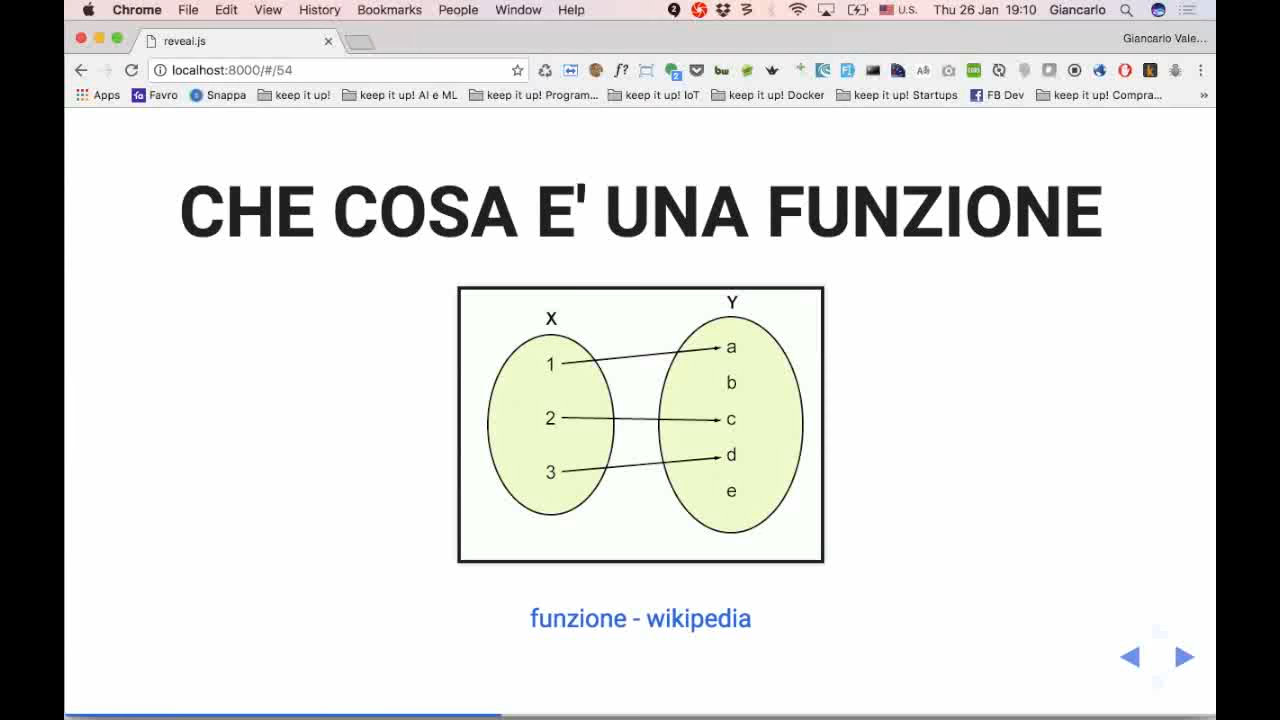 Chrome File Edit View History Bookmarks People Window Help 2 U.S. Thu 26 Jan 19:10 Giancarlo
reveal.js Giancarlo Vale...
localhost:8000/#/54 f? 2 bw
Apps Favro Snappa keep it up! keep it up! AI e ML keep it up! Program... keep it up! IoT keep it up! Docker keep it up! Startups FB Dev keep it up! Compra... »
CHE COSA E' UNA FUNZIONE
X Y
1 a
b
2 c
3 d
e
funzione - wikipedia